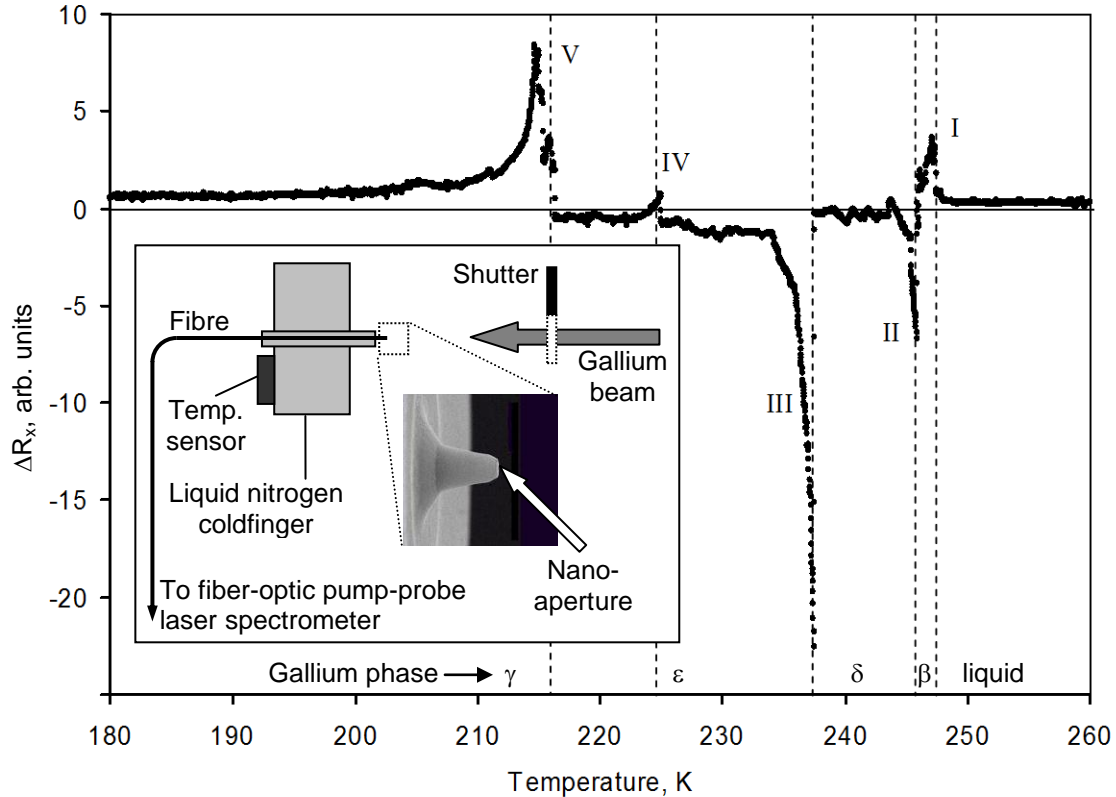 10
5
0
-5
-10
-15
-20
ΔRx, arb. units
V
IV
I
II
III
Shutter
Fibre
Gallium
beam
Temp.
sensor
Liquid nitrogen
coldfinger
Nano-
aperture
To fiber-optic pump-probe
laser spectrometer
Gallium phase → γ ε δ β liquid
180 190 200 210 220 230 240 250 260
Temperature, K